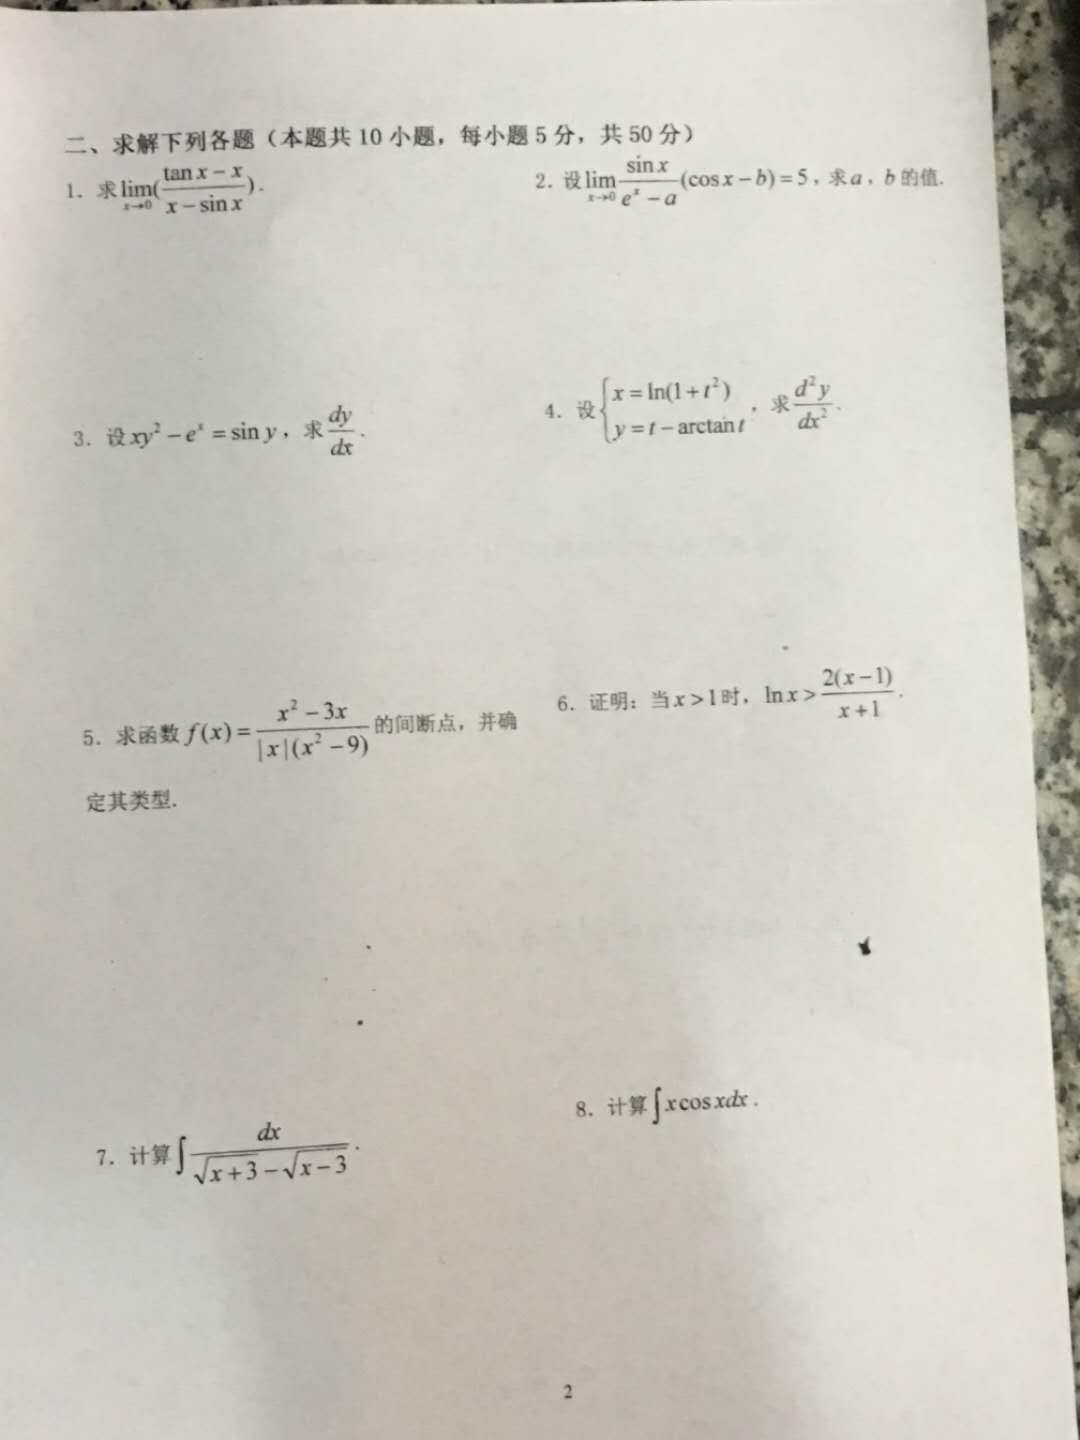 二、求解下列各题（本题共 10 小题，每小题 5 分，共 50 分）
1．求 $\lim_{x \to 0}(\frac{\tan x - x}{x - \sin x})$．
2．设 $\lim_{x \to 0}\frac{\sin x}{e^x - a}(\cos x - b) = 5$，求 $a$，$b$ 的值.
3．设 $xy^2 - e^x = \sin y$，求 $\frac{dy}{dx}$．
4．设 $\begin{cases} x = \ln(1+t^2) \\ y = t - \arctan t \end{cases}$，求 $\frac{d^2y}{dx^2}$．
5．求函数 $f(x) = \frac{x^2 - 3x}{|x|(x^2 - 9)}$ 的间断点，并确
定其类型.
6．证明：当 $x > 1$ 时，$\ln x > \frac{2(x-1)}{x+1}$．
7．计算 $\int \frac{dx}{\sqrt{x+3} - \sqrt{x-3}}$．
8．计算 $\int x\cos x dx$．
2